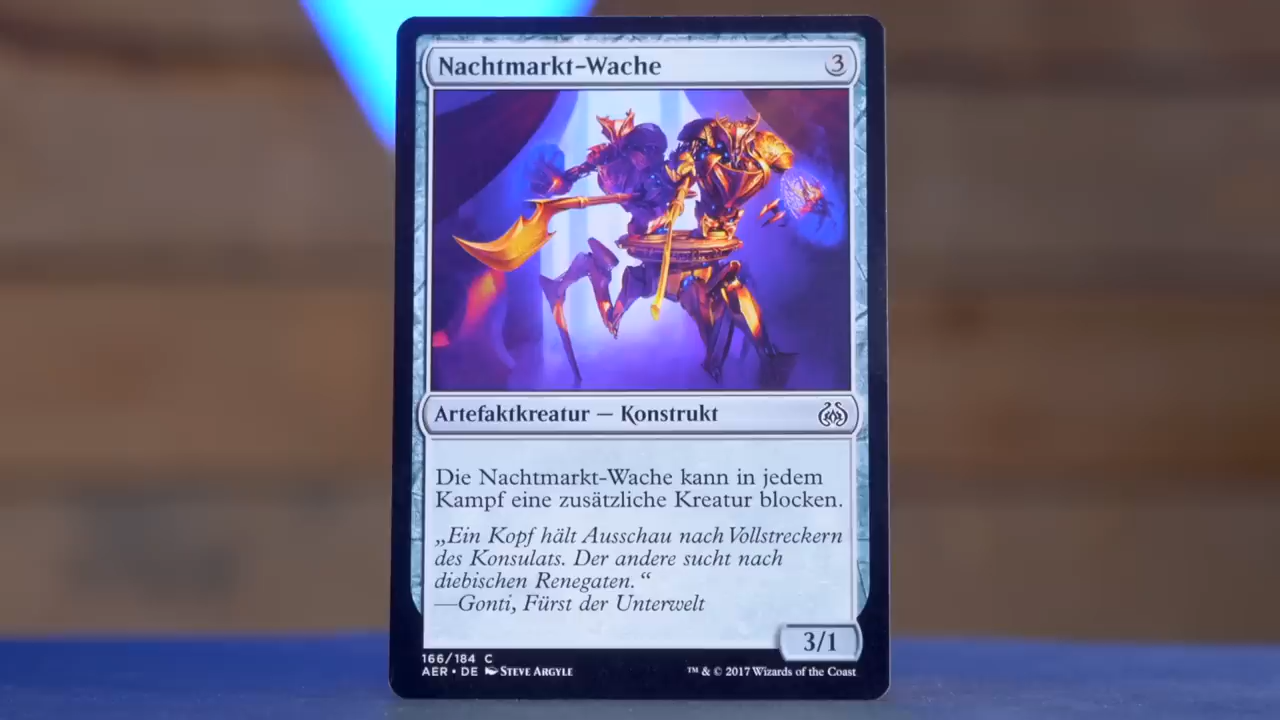 Nachtmarkt-Wache 3
Artefaktkreatur — Konstrukt
Die Nachtmarkt-Wache kann in jedem
Kampf eine zusätzliche Kreatur blocken.
„Ein Kopf hält Ausschau nach Vollstreckern
des Konsulats. Der andere sucht nach
diebischen Renegaten.“
—Gonti, Fürst der Unterwelt
3/1
166/184 C
AER • DE STEVE ARGYLE
™ & © 2017 Wizards of the Coast